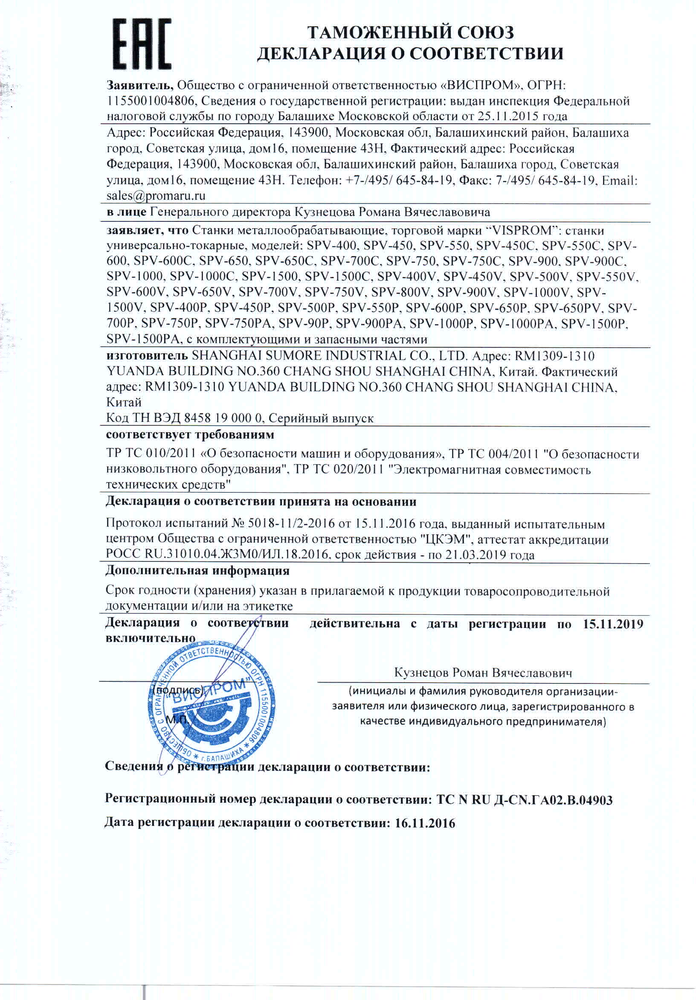 ЕАС
ТАМОЖЕННЫЙ СОЮЗ
ДЕКЛАРАЦИЯ О СООТВЕТСТВИИ
Заявитель, Общество с ограниченной ответственностью «ВИСПРОМ», ОГРН:
1155001004806, Сведения о государственной регистрации: выдан инспекция Федеральной
налоговой службы по городу Балашихе Московской области от 25.11.2015 года
Адрес: Российская Федерация, 143900, Московская обл, Балашихинский район, Балашиха
город, Советская улица, дом16, помещение 43Н, Фактический адрес: Российская
Федерация, 143900, Московская обл, Балашихинский район, Балашиха город, Советская
улица, дом16, помещение 43Н. Телефон: +7-/495/ 645-84-19, Факс: 7-/495/ 645-84-19, Email:
sales@promaru.ru
в лице Генерального директора Кузнецова Романа Вячеславовича
заявляет, что Станки металлообрабатывающие, торговой марки “VISPROM”: станки
универсально-токарные, моделей: SPV-400, SPV-450, SPV-550, SPV-450C, SPV-550C, SPV-
600, SPV-600C, SPV-650, SPV-650C, SPV-700C, SPV-750, SPV-750C, SPV-900, SPV-900C,
SPV-1000, SPV-1000C, SPV-1500, SPV-1500C, SPV-400V, SPV-450V, SPV-500V, SPV-550V,
SPV-600V, SPV-650V, SPV-700V, SPV-750V, SPV-800V, SPV-900V, SPV-1000V, SPV-
1500V, SPV-400P, SPV-450P, SPV-500P, SPV-550P, SPV-600P, SPV-650P, SPV-650PV, SPV-
700P, SPV-750P, SPV-750PA, SPV-90P, SPV-900PA, SPV-1000P, SPV-1000PA, SPV-1500P,
SPV-1500PA, с комплектующими и запасными частями
изготовитель SHANGHAI SUMORE INDUSTRIAL CO., LTD. Адрес: RM1309-1310
YUANDA BUILDING NO.360 CHANG SHOU SHANGHAI CHINA, Китай. Фактический
адрес: RM1309-1310 YUANDA BUILDING NO.360 CHANG SHOU SHANGHAI CHINA,
Китай
Код ТН ВЭД 8458 19 000 0, Серийный выпуск
соответствует требованиям
ТР ТС 010/2011 «О безопасности машин и оборудования», ТР ТС 004/2011 "О безопасности
низковольтного оборудования", ТР ТС 020/2011 "Электромагнитная совместимость
технических средств"
Декларация о соответствии принята на основании
Протокол испытаний № 5018-11/2-2016 от 15.11.2016 года, выданный испытательным
центром Общества с ограниченной ответственностью "ЦКЭМ", аттестат аккредитации
РОСС RU.31010.04.ЖЗМ0/ИЛ.18.2016, срок действия - по 21.03.2019 года
Дополнительная информация
Срок годности (хранения) указан в прилагаемой к продукции товаросопроводительной
документации и/или на этикетке
Декларация о соответствии действительна с даты регистрации по 15.11.2019
включительно
Кузнецов Роман Вячеславович
(подпись)
(инициалы и фамилия руководителя организации-
заявителя или физического лица, зарегистрированного в
качестве индивидуального предпринимателя)
М.П.
ОБЩЕСТВО С ОГРАНИЧЕННОЙ ОТВЕТСТВЕННОСТЬЮ ОГРН 1155001004806 * г.БАЛАШИХА *
"ВИСПРОМ"
Сведения о регистрации декларации о соответствии:
Регистрационный номер декларации о соответствии: ТС N RU Д-CN.ГА02.В.04903
Дата регистрации декларации о соответствии: 16.11.2016